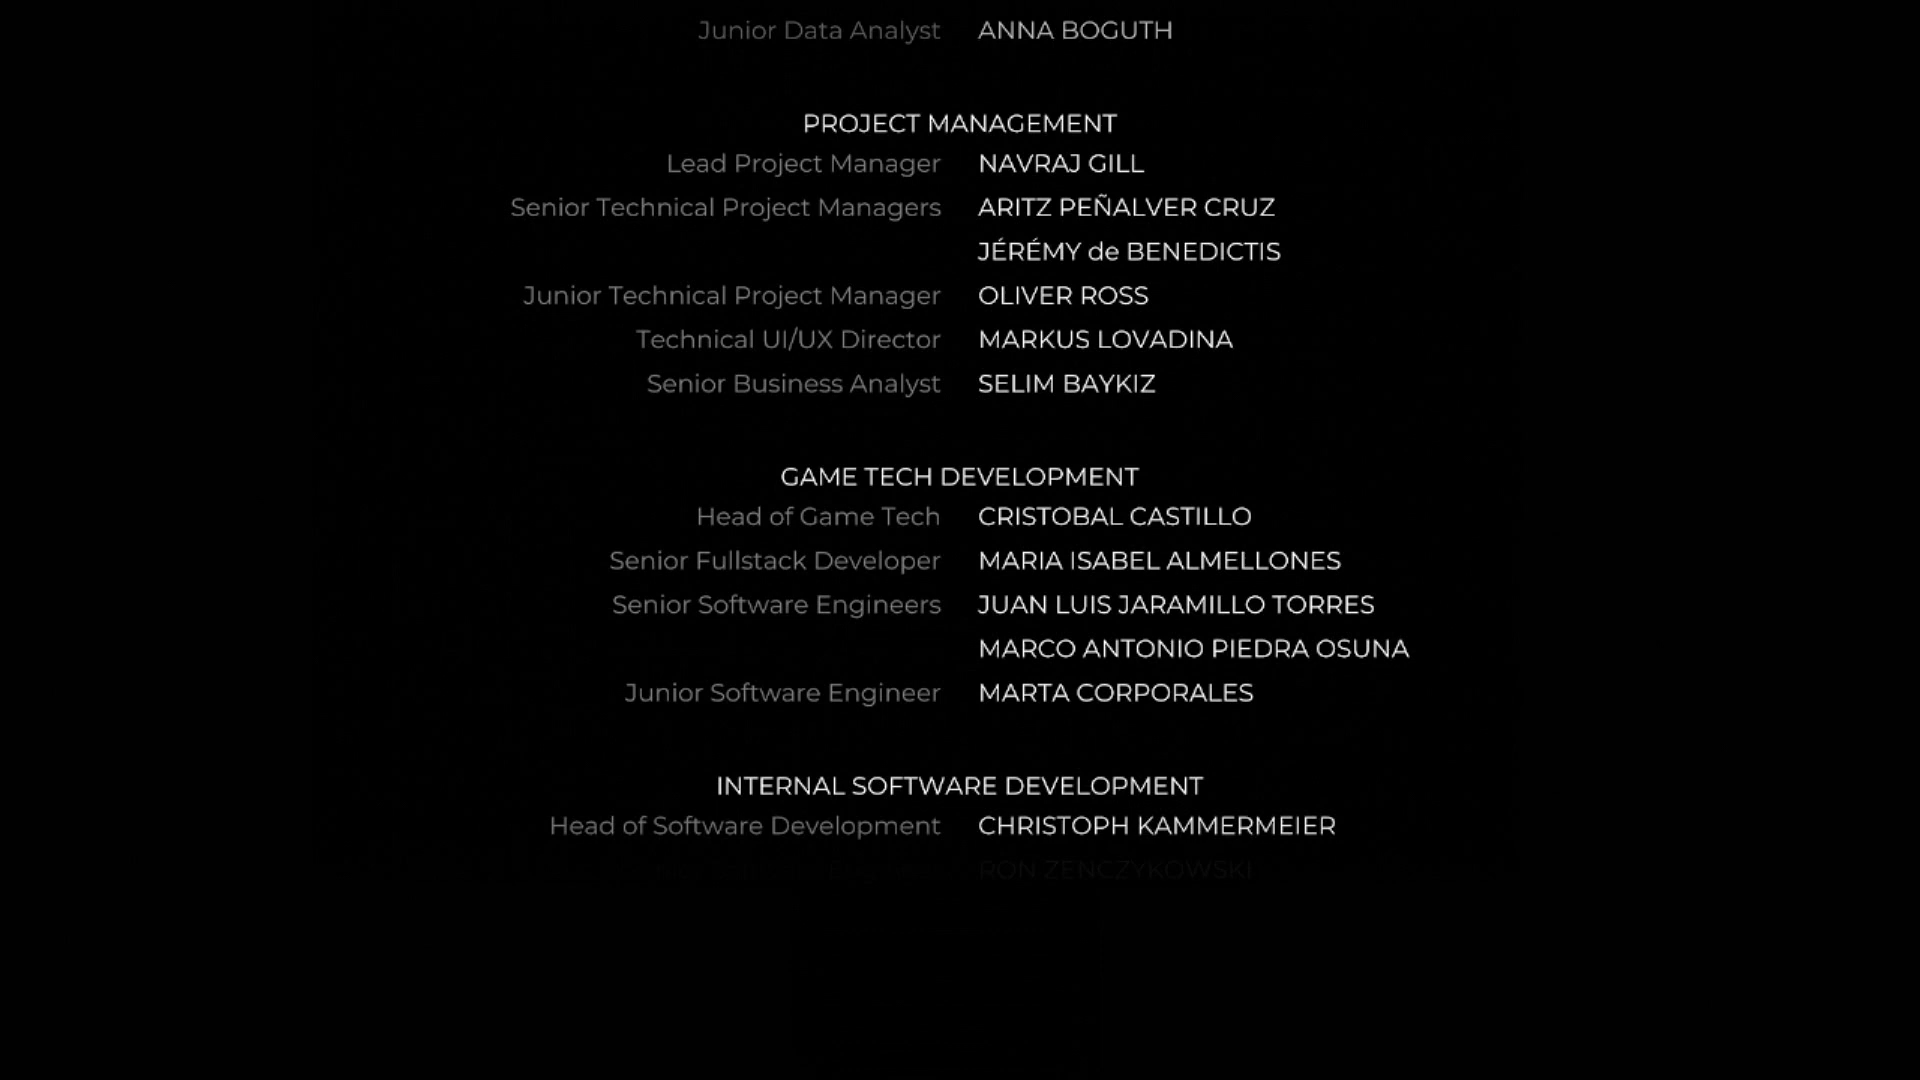 Junior Data Analyst ANNA BOGUTH
PROJECT MANAGEMENT
Lead Project Manager NAVRAJ GILL
Senior Technical Project Managers ARITZ PEÑALVER CRUZ
JÉRÉMY de BENEDICTIS
Junior Technical Project Manager OLIVER ROSS
Technical UI/UX Director MARKUS LOVADINA
Senior Business Analyst SELIM BAYKIZ
GAME TECH DEVELOPMENT
Head of Game Tech CRISTOBAL CASTILLO
Senior Fullstack Developer MARIA ISABEL ALMELLONES
Senior Software Engineers JUAN LUIS JARAMILLO TORRES
MARCO ANTONIO PIEDRA OSUNA
Junior Software Engineer MARTA CORPORALES
INTERNAL SOFTWARE DEVELOPMENT
Head of Software Development CHRISTOPH KAMMERMEIER
RON ZENCZYKOWSKI